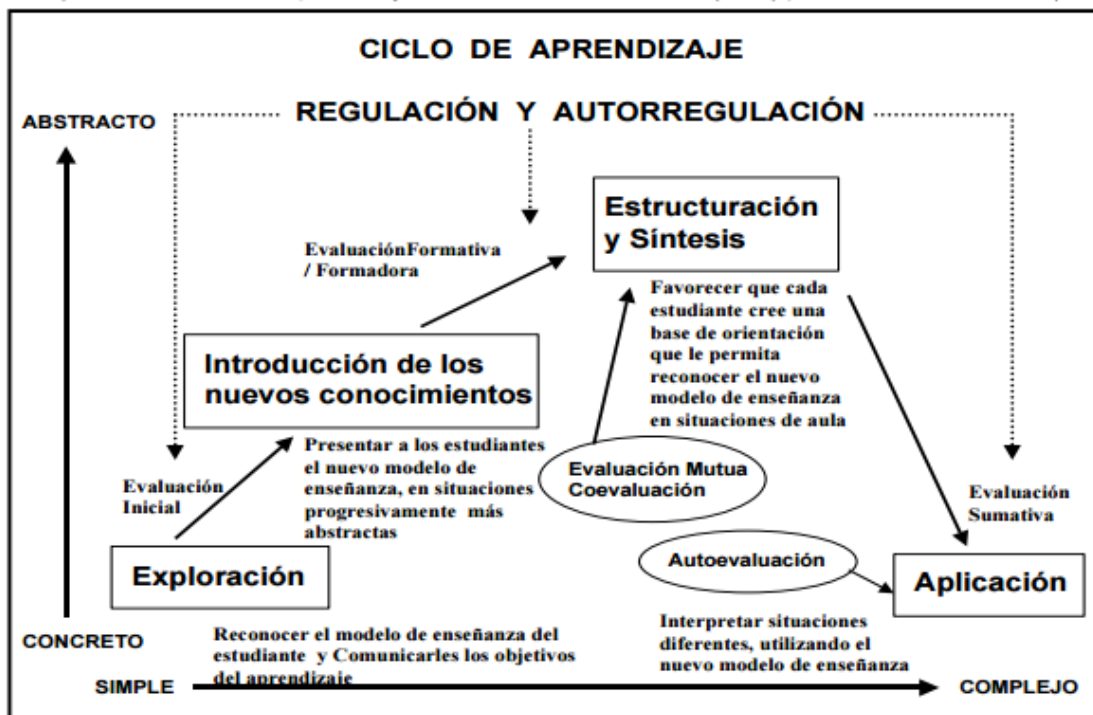 CICLO DE APRENDIZAJE
REGULACIÓN Y AUTORREGULACIÓN
ABSTRACTO
Estructuración
y Síntesis
EvaluaciónFormativa
/ Formadora
Favorecer que cada
estudiante cree una
base de orientación
que le permita
reconocer el nuevo
modelo de enseñanza
en situaciones de aula
Introducción de los
nuevos conocimientos
Presentar a los estudiantes
el nuevo modelo de
enseñanza, en situaciones
progresivamente más
abstractas
Evaluación Mutua
Coevaluación
Evaluación
Inicial
Evaluación
Sumativa
Exploración
Autoevaluación
Aplicación
CONCRETO
Reconocer el modelo de enseñanza del
estudiante y Comunicarles los objetivos
del aprendizaje
Interpretar situaciones
diferentes, utilizando el
nuevo modelo de enseñanza
SIMPLE
COMPLEJO